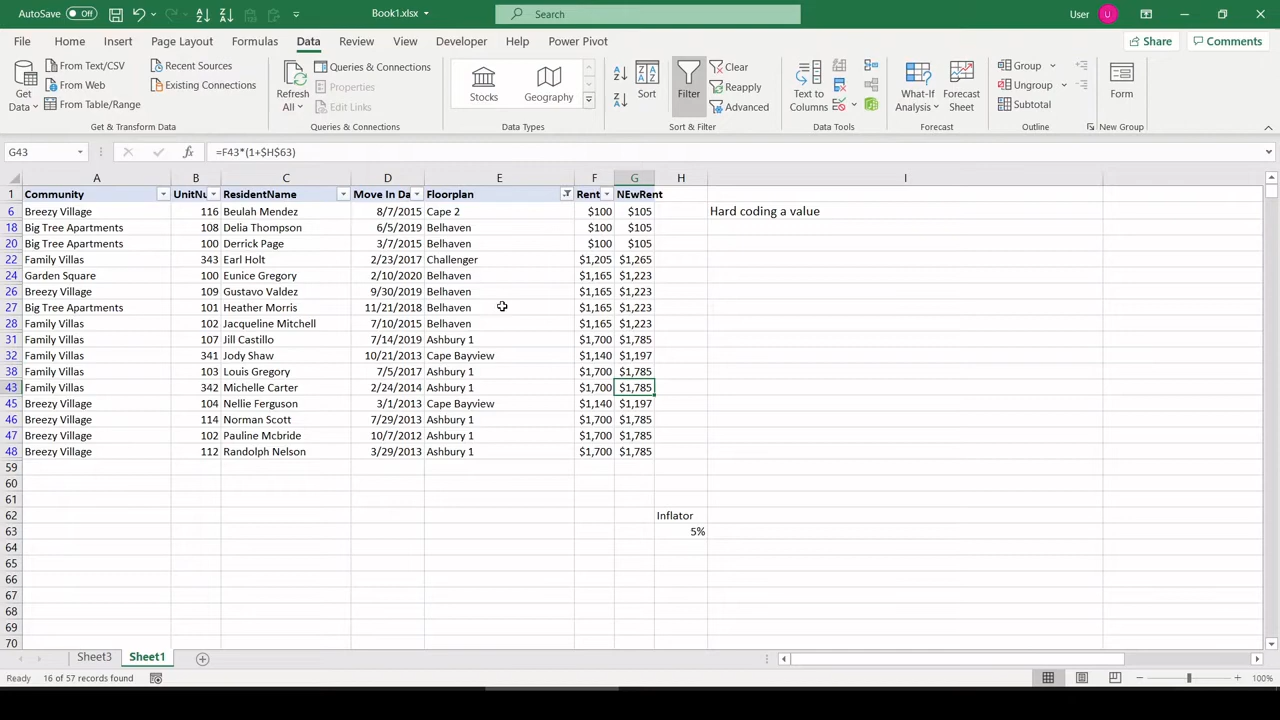 AutoSave Off Book1.xlsx Search User U
File Home Insert Page Layout Formulas Data Review View Developer Help Power Pivot Share Comments
Get Data From Text/CSV From Web From Table/Range Recent Sources Existing Connections Refresh All Queries & Connections Properties Edit Links Stocks Geography Sort Filter Clear Reapply Advanced Text to Columns What-If Analysis Forecast Sheet Group Ungroup Subtotal Form
Get & Transform Data Queries & Connections Data Types Sort & Filter Data Tools Forecast Outline New Group
G43 fx =F43*(1+$H$63)
A B C D E F G H I
1 Community UnitNu ResidentName Move In Da Floorplan Rent NEwRent
6 Breezy Village 116 Beulah Mendez 8/7/2015 Cape 2 $100 $105 Hard coding a value
18 Big Tree Apartments 108 Delia Thompson 6/5/2019 Belhaven $100 $105
20 Big Tree Apartments 100 Derrick Page 3/7/2015 Belhaven $100 $105
22 Family Villas 343 Earl Holt 2/23/2017 Challenger $1,205 $1,265
24 Garden Square 100 Eunice Gregory 2/10/2020 Belhaven $1,165 $1,223
26 Breezy Village 109 Gustavo Valdez 9/30/2019 Belhaven $1,165 $1,223
27 Big Tree Apartments 101 Heather Morris 11/21/2018 Belhaven $1,165 $1,223
28 Family Villas 102 Jacqueline Mitchell 7/10/2015 Belhaven $1,165 $1,223
31 Family Villas 107 Jill Castillo 7/14/2019 Ashbury 1 $1,700 $1,785
32 Family Villas 341 Jody Shaw 10/21/2013 Cape Bayview $1,140 $1,197
38 Family Villas 103 Louis Gregory 7/5/2017 Ashbury 1 $1,700 $1,785
43 Family Villas 342 Michelle Carter 2/24/2014 Ashbury 1 $1,700 $1,785
45 Breezy Village 104 Nellie Ferguson 3/1/2013 Cape Bayview $1,140 $1,197
46 Breezy Village 114 Norman Scott 7/29/2013 Ashbury 1 $1,700 $1,785
47 Breezy Village 102 Pauline Mcbride 10/7/2012 Ashbury 1 $1,700 $1,785
48 Breezy Village 112 Randolph Nelson 3/29/2013 Ashbury 1 $1,700 $1,785
59
60
61
62 Inflator
63 5%
64
65
66
67
68
69
70
Sheet3 Sheet1
Ready 16 of 57 records found 100%